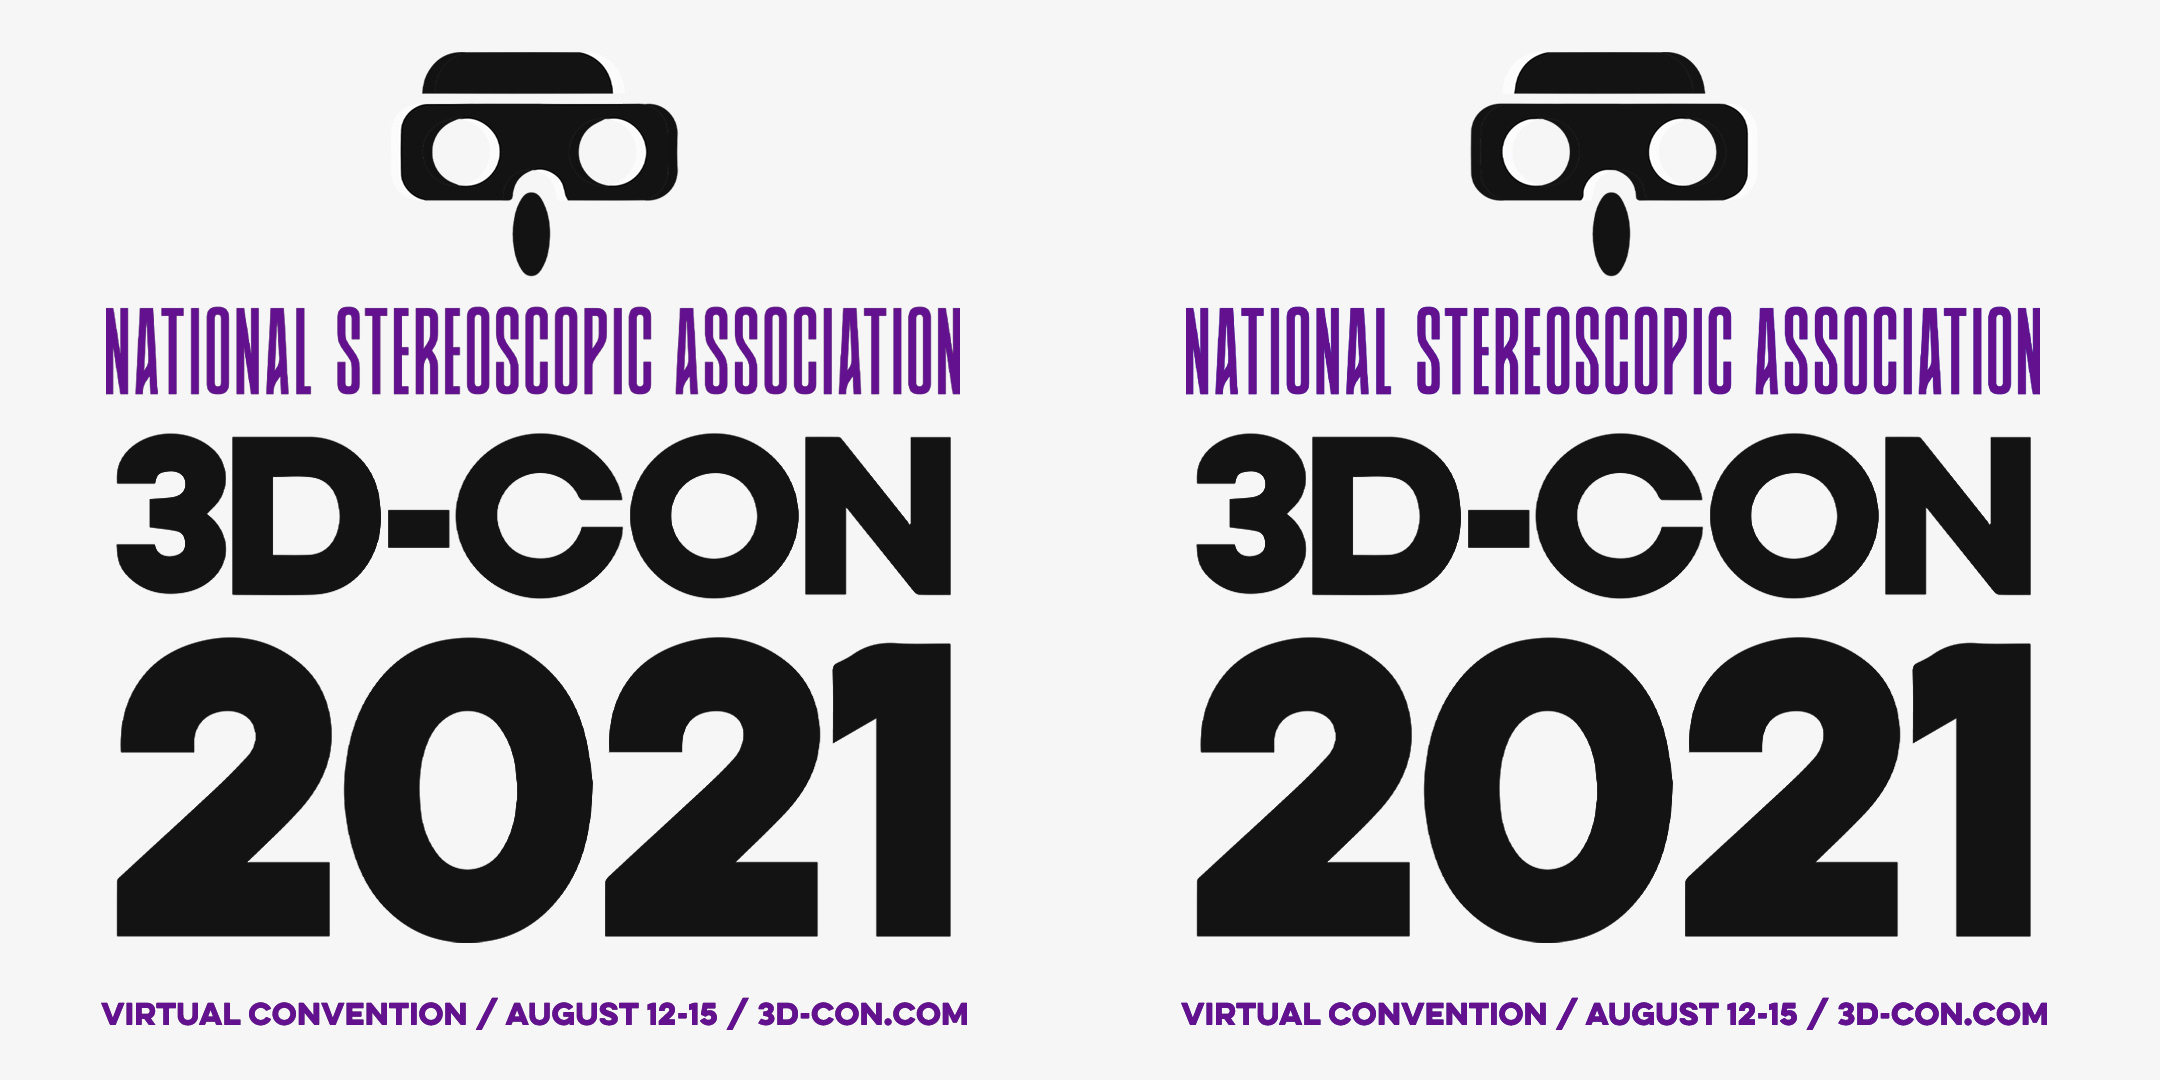 NATIONAL STEREOSCOPIC ASSOCIATION
3D-CON
2021
VIRTUAL CONVENTION / AUGUST 12-15 / 3D-CON.COM
NATIONAL STEREOSCOPIC ASSOCIATION
3D-CON
2021
VIRTUAL CONVENTION / AUGUST 12-15 / 3D-CON.COM